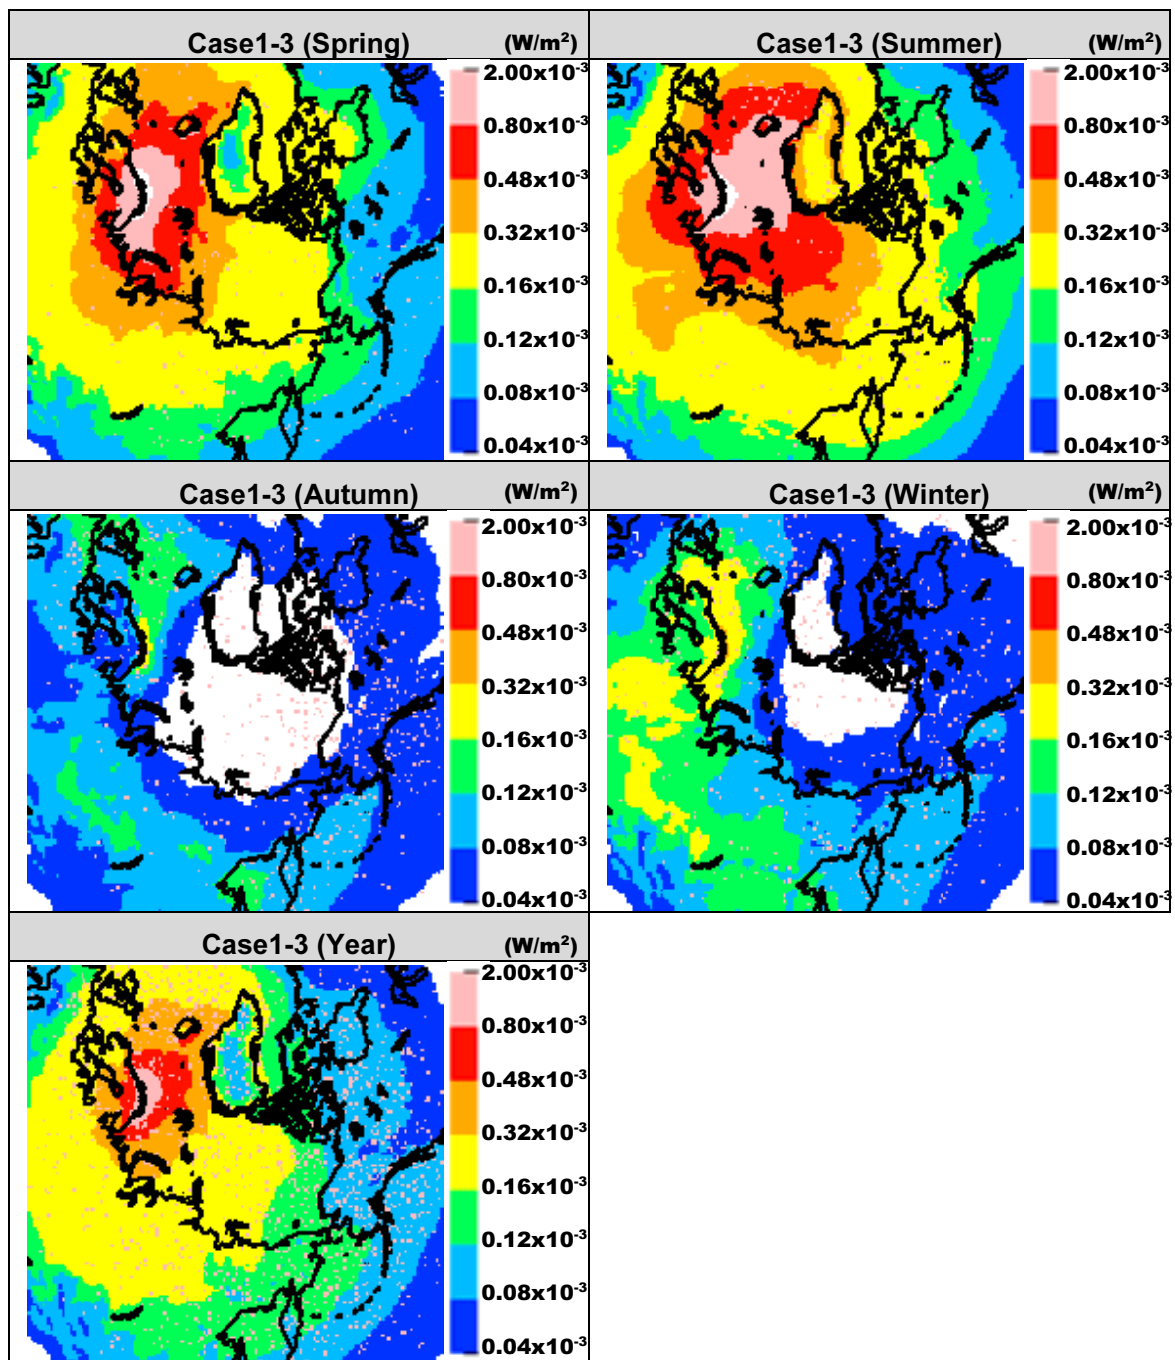 Case1-3 (Spring) (W/m²)
2.00x10⁻³
0.80x10⁻³
0.48x10⁻³
0.32x10⁻³
0.16x10⁻³
0.12x10⁻³
0.08x10⁻³
0.04x10⁻³
Case1-3 (Summer) (W/m²)
2.00x10⁻³
0.80x10⁻³
0.48x10⁻³
0.32x10⁻³
0.16x10⁻³
0.12x10⁻³
0.08x10⁻³
0.04x10⁻³
Case1-3 (Autumn) (W/m²)
2.00x10⁻³
0.80x10⁻³
0.48x10⁻³
0.32x10⁻³
0.16x10⁻³
0.12x10⁻³
0.08x10⁻³
0.04x10⁻³
Case1-3 (Winter) (W/m²)
2.00x10⁻³
0.80x10⁻³
0.48x10⁻³
0.32x10⁻³
0.16x10⁻³
0.12x10⁻³
0.08x10⁻³
0.04x10⁻³
Case1-3 (Year) (W/m²)
2.00x10⁻³
0.80x10⁻³
0.48x10⁻³
0.32x10⁻³
0.16x10⁻³
0.12x10⁻³
0.08x10⁻³
0.04x10⁻³